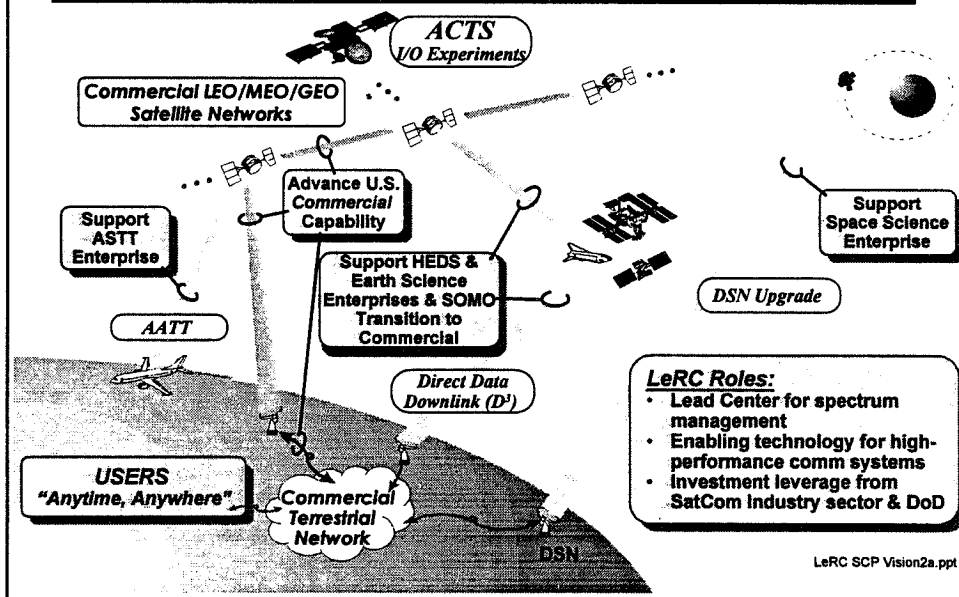 ACTS
I/O Experiments
Commercial LEO/MEO/GEO
Satellite Networks
Advance U.S.
Commercial
Capability
Support
ASTT
Enterprise
Support HEDS &
Earth Science
Enterprises & SOMO
Transition to
Commercial
Support
Space Science
Enterprise
DSN Upgrade
AATT
Direct Data
Downlink (D³)
LeRC Roles:
• Lead Center for spectrum
management
• Enabling technology for high-
performance comm systems
• Investment leverage from
SatCom Industry sector & DoD
USERS
"Anytime, Anywhere"
Commercial
Terrestrial
Network
DSN
LeRC SCP Vision2a.ppt